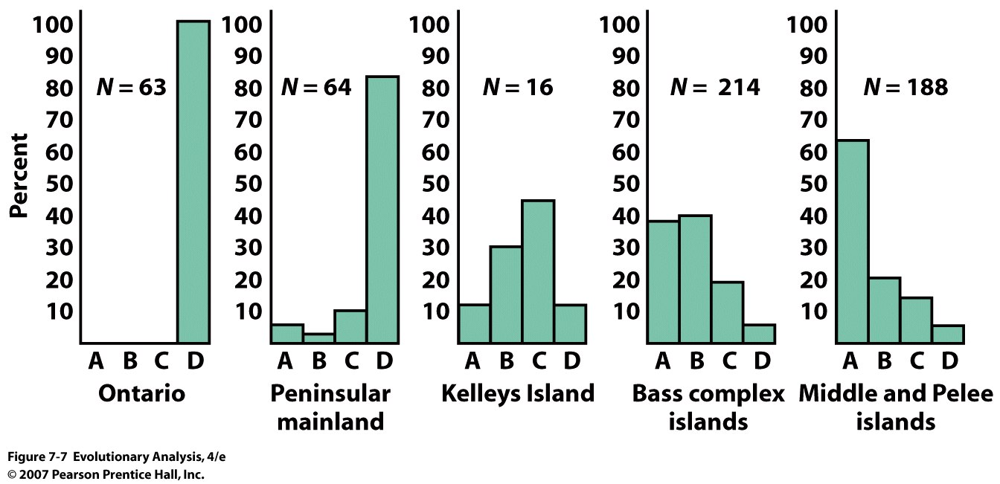 Percent
100
90
80
70
60
50
40
30
20
10
N = 63
A B C D
Ontario
100
90
80
70
60
50
40
30
20
10
N = 64
A B C D
Peninsular
mainland
100
90
80
70
60
50
40
30
20
10
N = 16
A B C D
Kelleys Island
100
90
80
70
60
50
40
30
20
10
N = 214
A B C D
Bass complex
islands
100
90
80
70
60
50
40
30
20
10
N = 188
A B C D
Middle and Pelee
islands
Figure 7-7 Evolutionary Analysis, 4/e
© 2007 Pearson Prentice Hall, Inc.